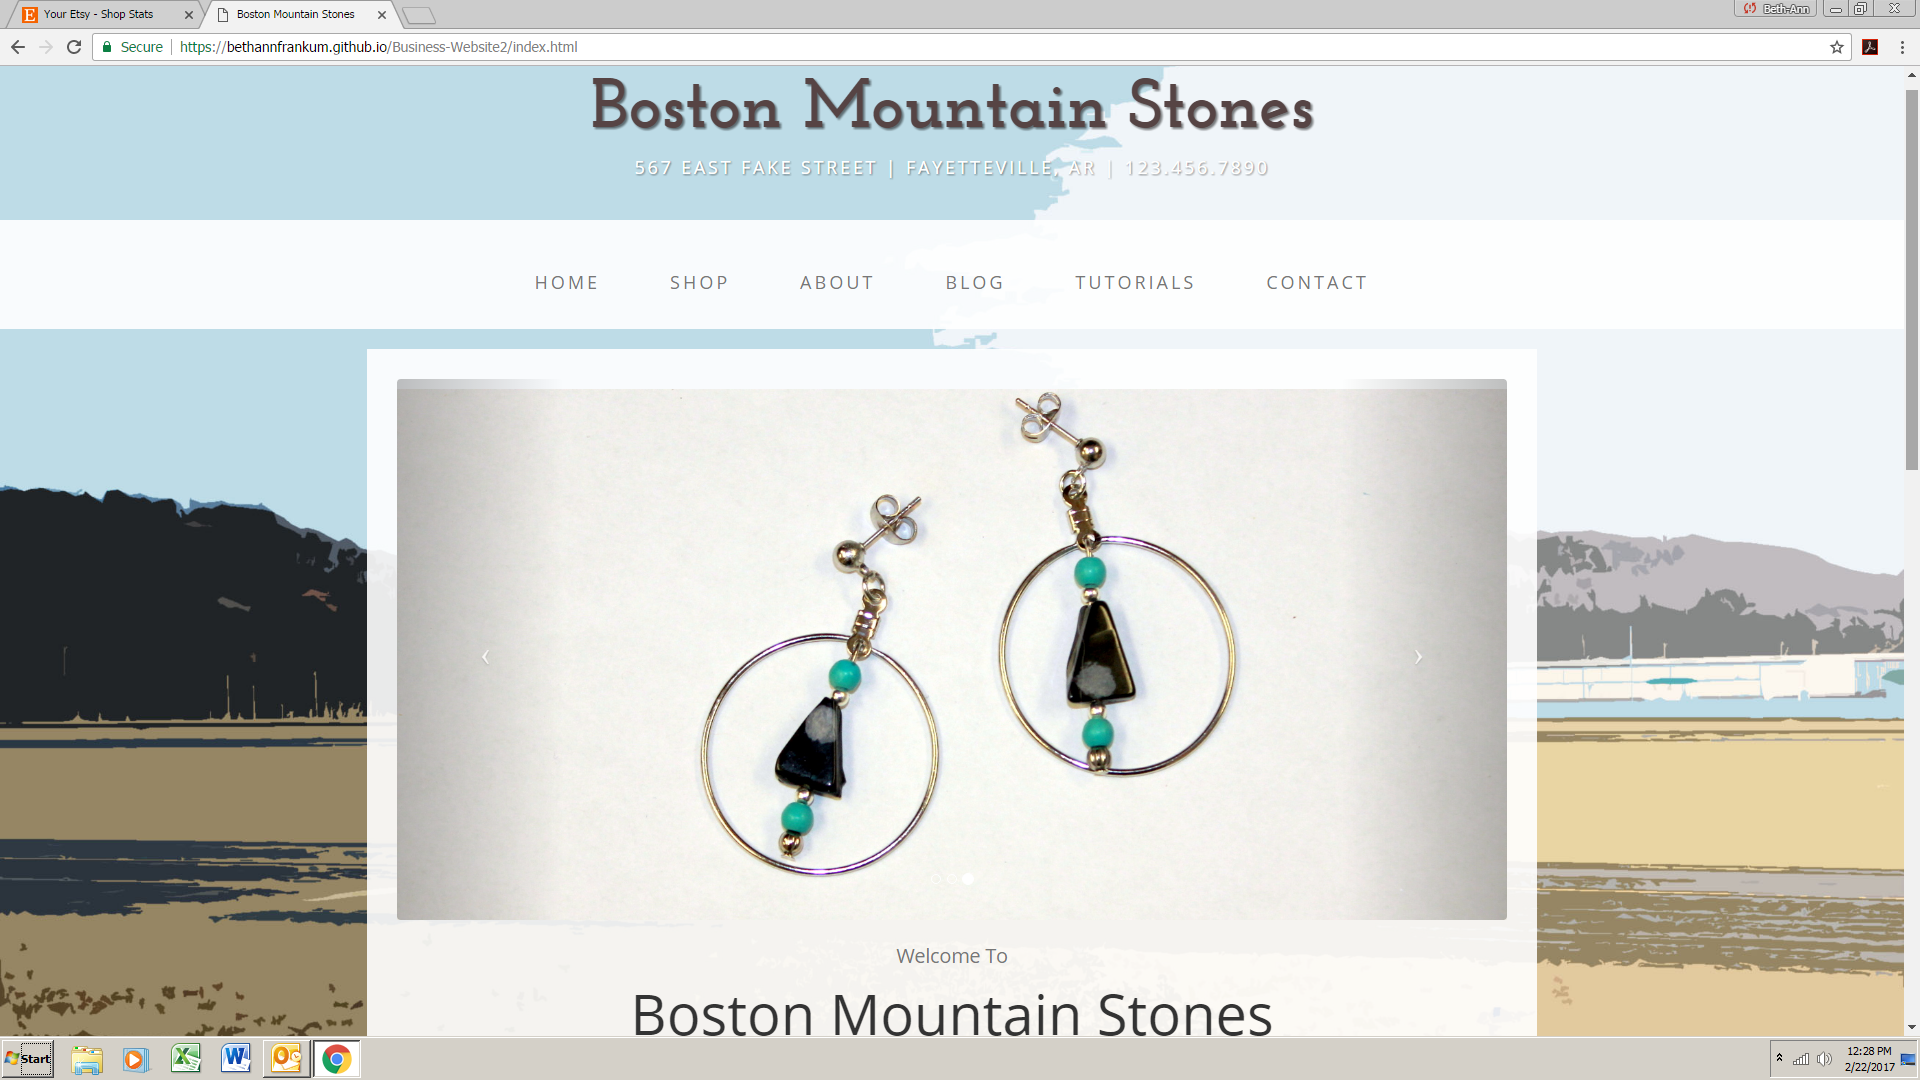 Your Etsy - Shop Stats
Boston Mountain Stones
Beth-Ann
Secure
https://bethannfrankum.github.io/Business-Website2/index.html
Boston Mountain Stones
567 EAST FAKE STREET | FAYETTEVILLE, AR | 123.456.7890
HOME SHOP ABOUT BLOG TUTORIALS CONTACT
Welcome To
Boston Mountain Stones
Start
12:28 PM
2/22/2017